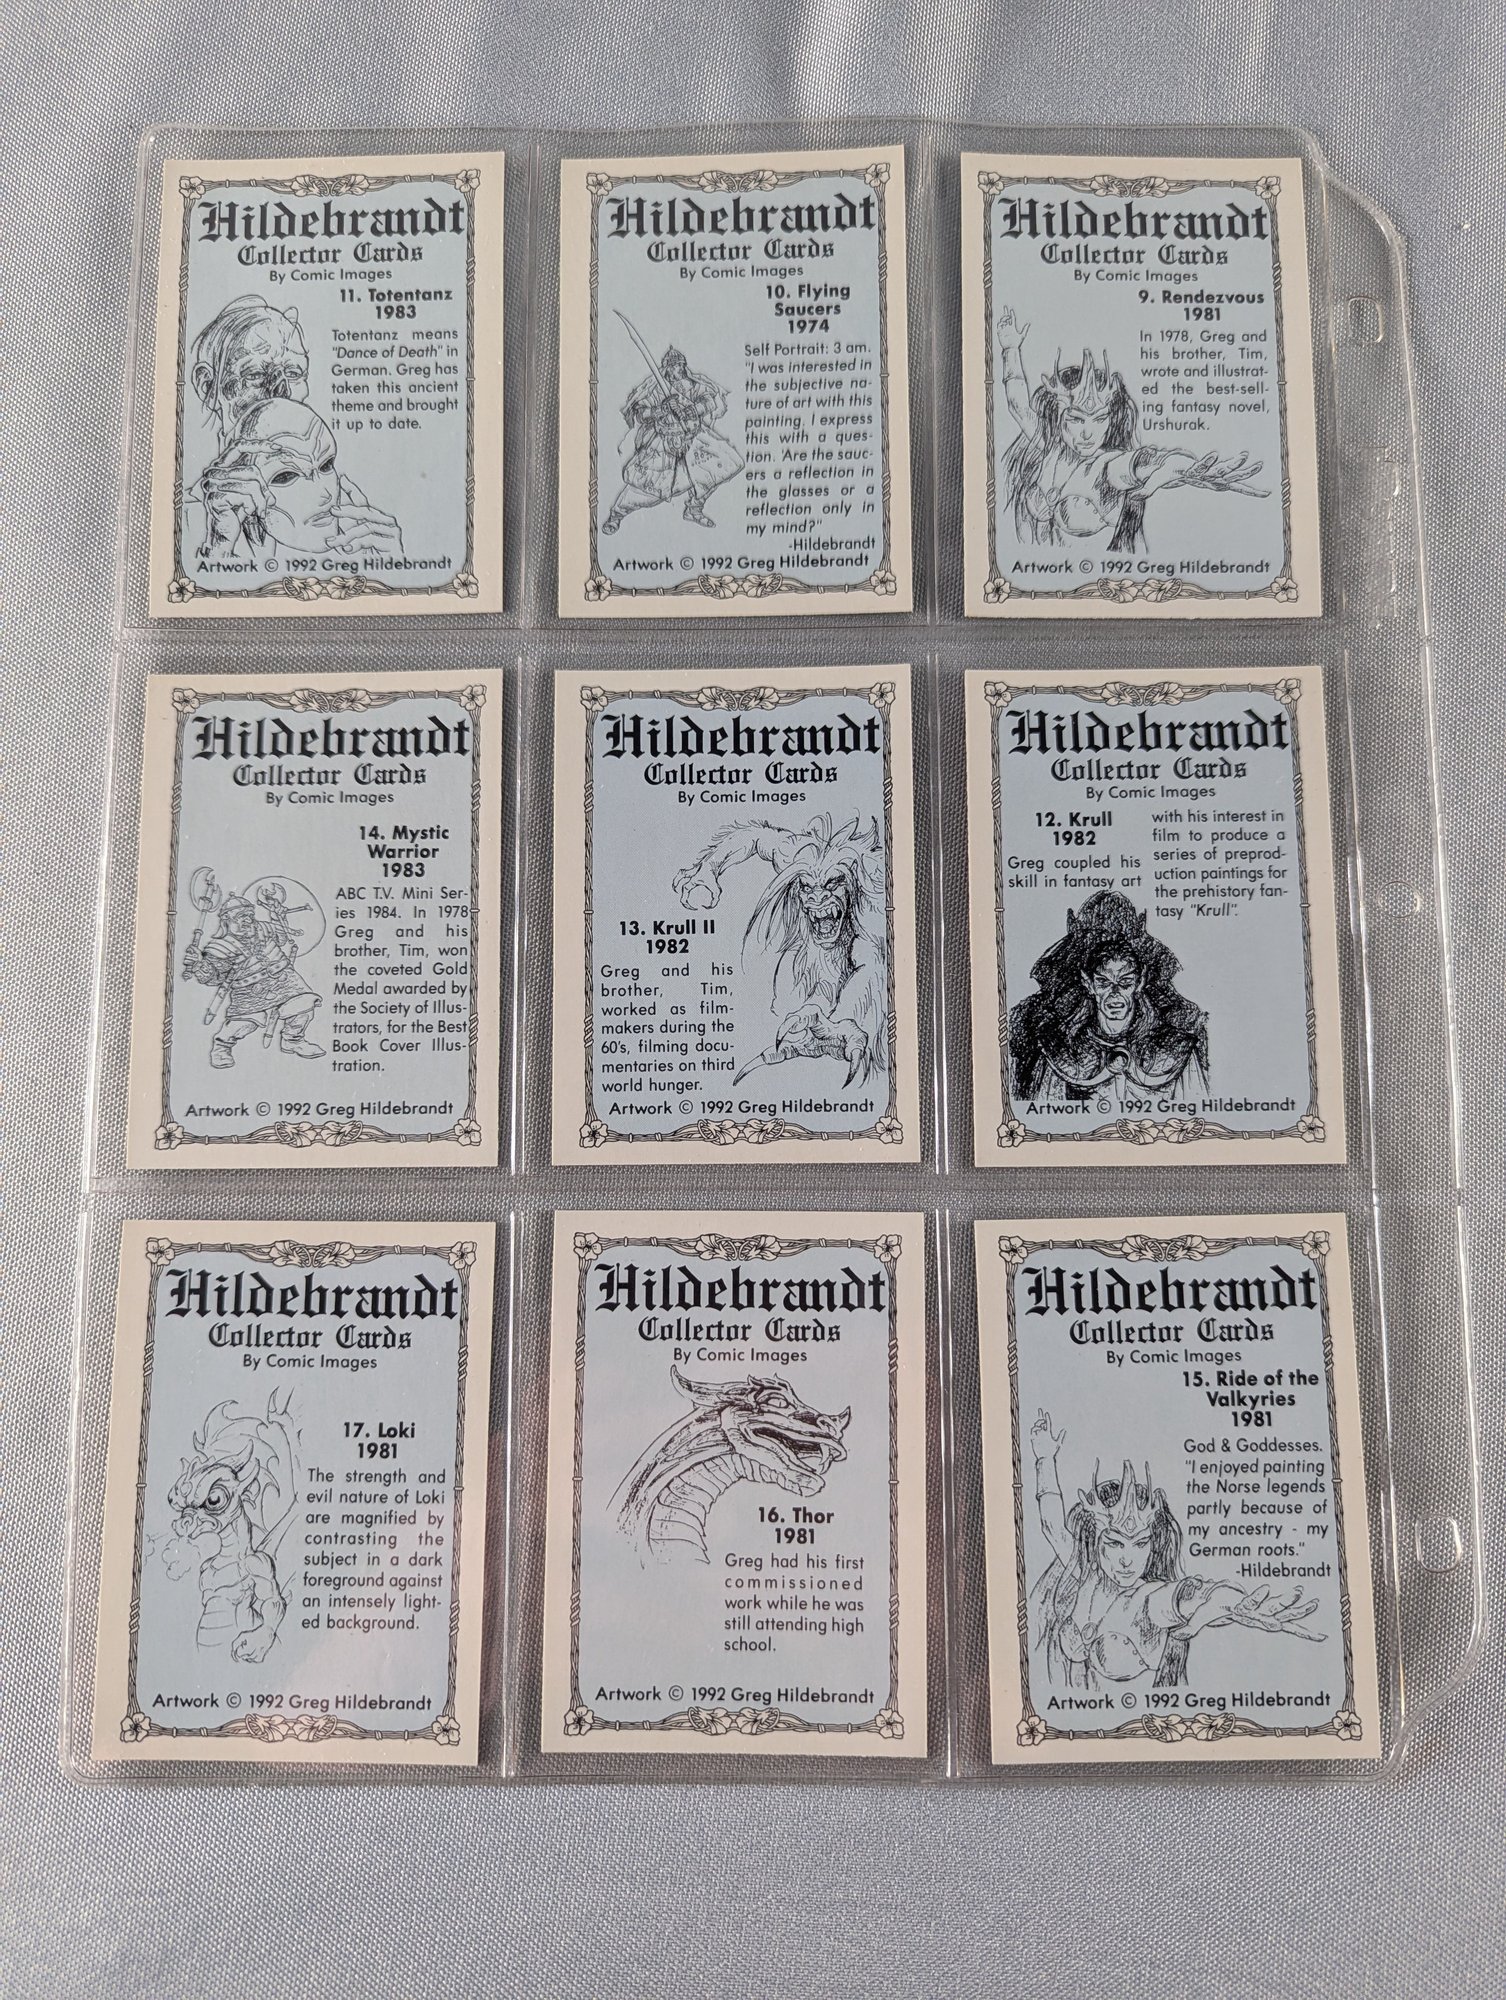 Hildebrandt
Collector Cards
By Comic Images
11. Totentanz
1983
Totentanz means
"Dance of Death" in
German. Greg has
taken this ancient
theme and brought
it up to date.
Artwork © 1992 Greg Hildebrandt
Hildebrandt
Collector Cards
By Comic Images
10. Flying
Saucers
1974
Self Portrait: 3 am.
"I was interested in
the subjective na-
ture of art with this
painting. I express
this with a ques-
tion. 'Are the sauc-
ers a reflection in
the glasses or a
reflection only in
my mind?"
-Hildebrandt
Artwork © 1992 Greg Hildebrandt
Hildebrandt
Collector Cards
By Comic Images
9. Rendezvous
1981
In 1978, Greg and
his brother, Tim,
wrote and illustrat-
ed the best-sell-
ing fantasy novel,
Urshurak.
Artwork © 1992 Greg Hildebrandt
Hildebrandt
Collector Cards
By Comic Images
14. Mystic
Warrior
1983
ABC T.V. Mini Ser-
ies 1984. In 1978
Greg and his
brother, Tim, won
the coveted Gold
Medal awarded by
the Society of Illus-
trators, for the Best
Book Cover Illus-
tration.
Artwork © 1992 Greg Hildebrandt
Hildebrandt
Collector Cards
By Comic Images
13. Krull II
1982
Greg and his
brother, Tim,
worked as film-
makers during the
60's, filming docu-
mentaries on third
world hunger.
Artwork © 1992 Greg Hildebrandt
Hildebrandt
Collector Cards
By Comic Images
12. Krull
1982
Greg coupled his
skill in fantasy art
with his interest in
film to produce a
series of preprod-
uction paintings for
the prehistory fan-
tasy "Krull".
Artwork © 1992 Greg Hildebrandt
Hildebrandt
Collector Cards
By Comic Images
17. Loki
1981
The strength and
evil nature of Loki
are magnified by
contrasting the
subject in a dark
foreground against
an intensely light-
ed background.
Artwork © 1992 Greg Hildebrandt
Hildebrandt
Collector Cards
By Comic Images
16. Thor
1981
Greg had his first
commissioned
work while he was
still attending high
school.
Artwork © 1992 Greg Hildebrandt
Hildebrandt
Collector Cards
By Comic Images
15. Ride of the
Valkyries
1981
God & Goddesses.
"I enjoyed painting
the Norse legends
partly because of
my ancestry - my
German roots."
-Hildebrandt
Artwork © 1992 Greg Hildebrandt